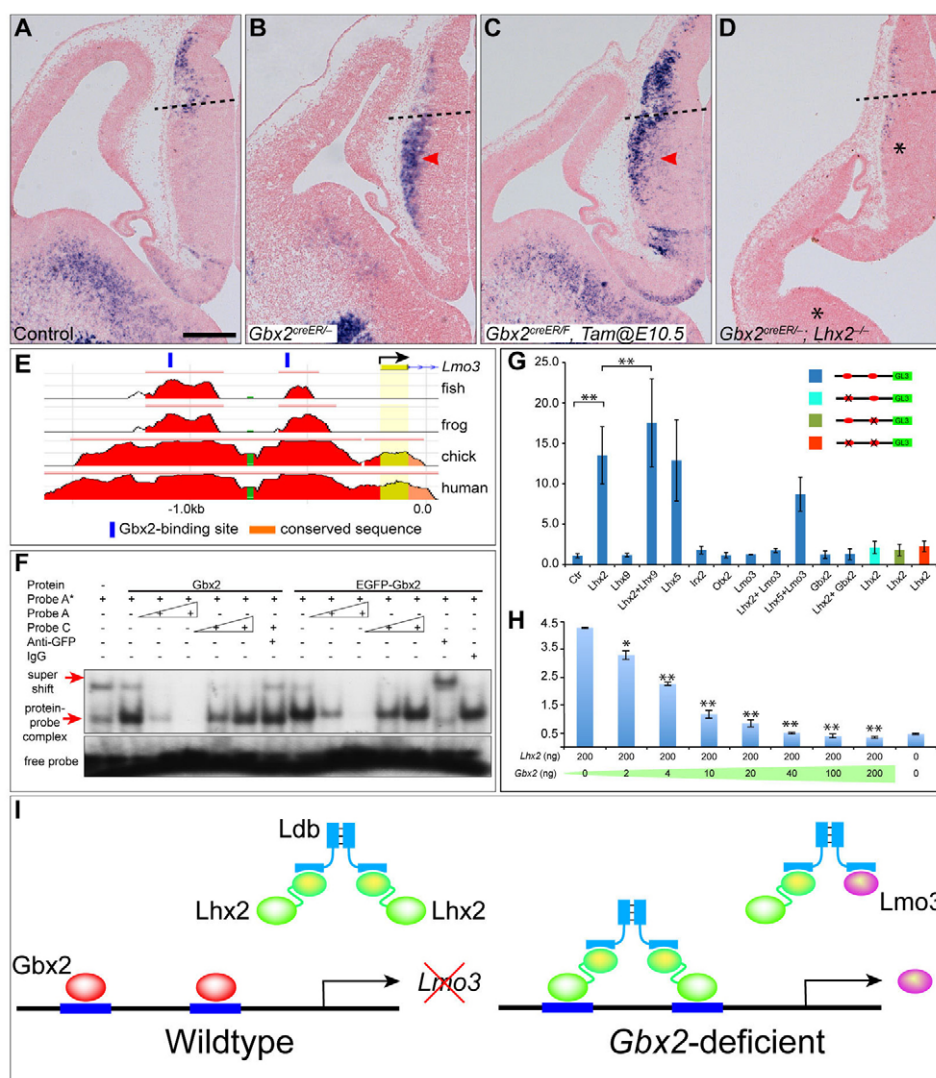 A
B
C
D
Control
Gbx2creER/–
Gbx2creER/F, Tam@E10.5
Gbx2creER/–; Lhx2–/–
*
*
E
Lmo3
fish
frog
chick
human
-1.0kb
0.0
Gbx2-binding site
conserved sequence
F
Protein - Gbx2 EGFP-Gbx2
Probe A* + + + + + + + + + + + + + +
Probe A - - + + - - - - + + - - - -
Probe C - - - - + + + - - - + + - -
Anti-GFP - - - - - - + - - - - - + -
IgG - - - - - - - - - - - - - +
super
shift
protein-
probe
complex
free probe
G
25.0
20.0
15.0
10.0
5.0
0.0
**
**
GL3
GL3
GL3
GL3
Ctr
Lhx2
Lhx9
Lhx2+Lhx9
Lhx5
Irx2
Otx2
Lmo3
Lhx2+ Lmo3
Lhx5+Lmo3
Gbx2
Lhx2+ Gbx2
Lhx2
Lhx2
Lhx2
H
4.5
3.5
2.5
1.5
0.5
*
**
**
**
**
**
**
Lhx2 (ng) 200 200 200 200 200 200 200 200 0
Gbx2 (ng) 0 2 4 10 20 40 100 200 0
I
Ldb
Lhx2
Lhx2
Lmo3
Gbx2
Lmo3
Wildtype
Gbx2-deficient